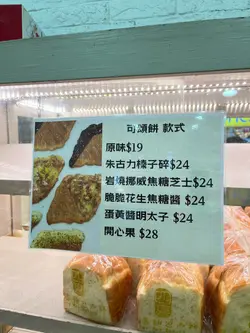 可頌餅 款式
原味$19
朱古力榛子碎$24
岩燒挪威焦糖芝士$24
脆脆花生焦糖醬 $24
蛋黃醬明太子 $24
開心果 $28